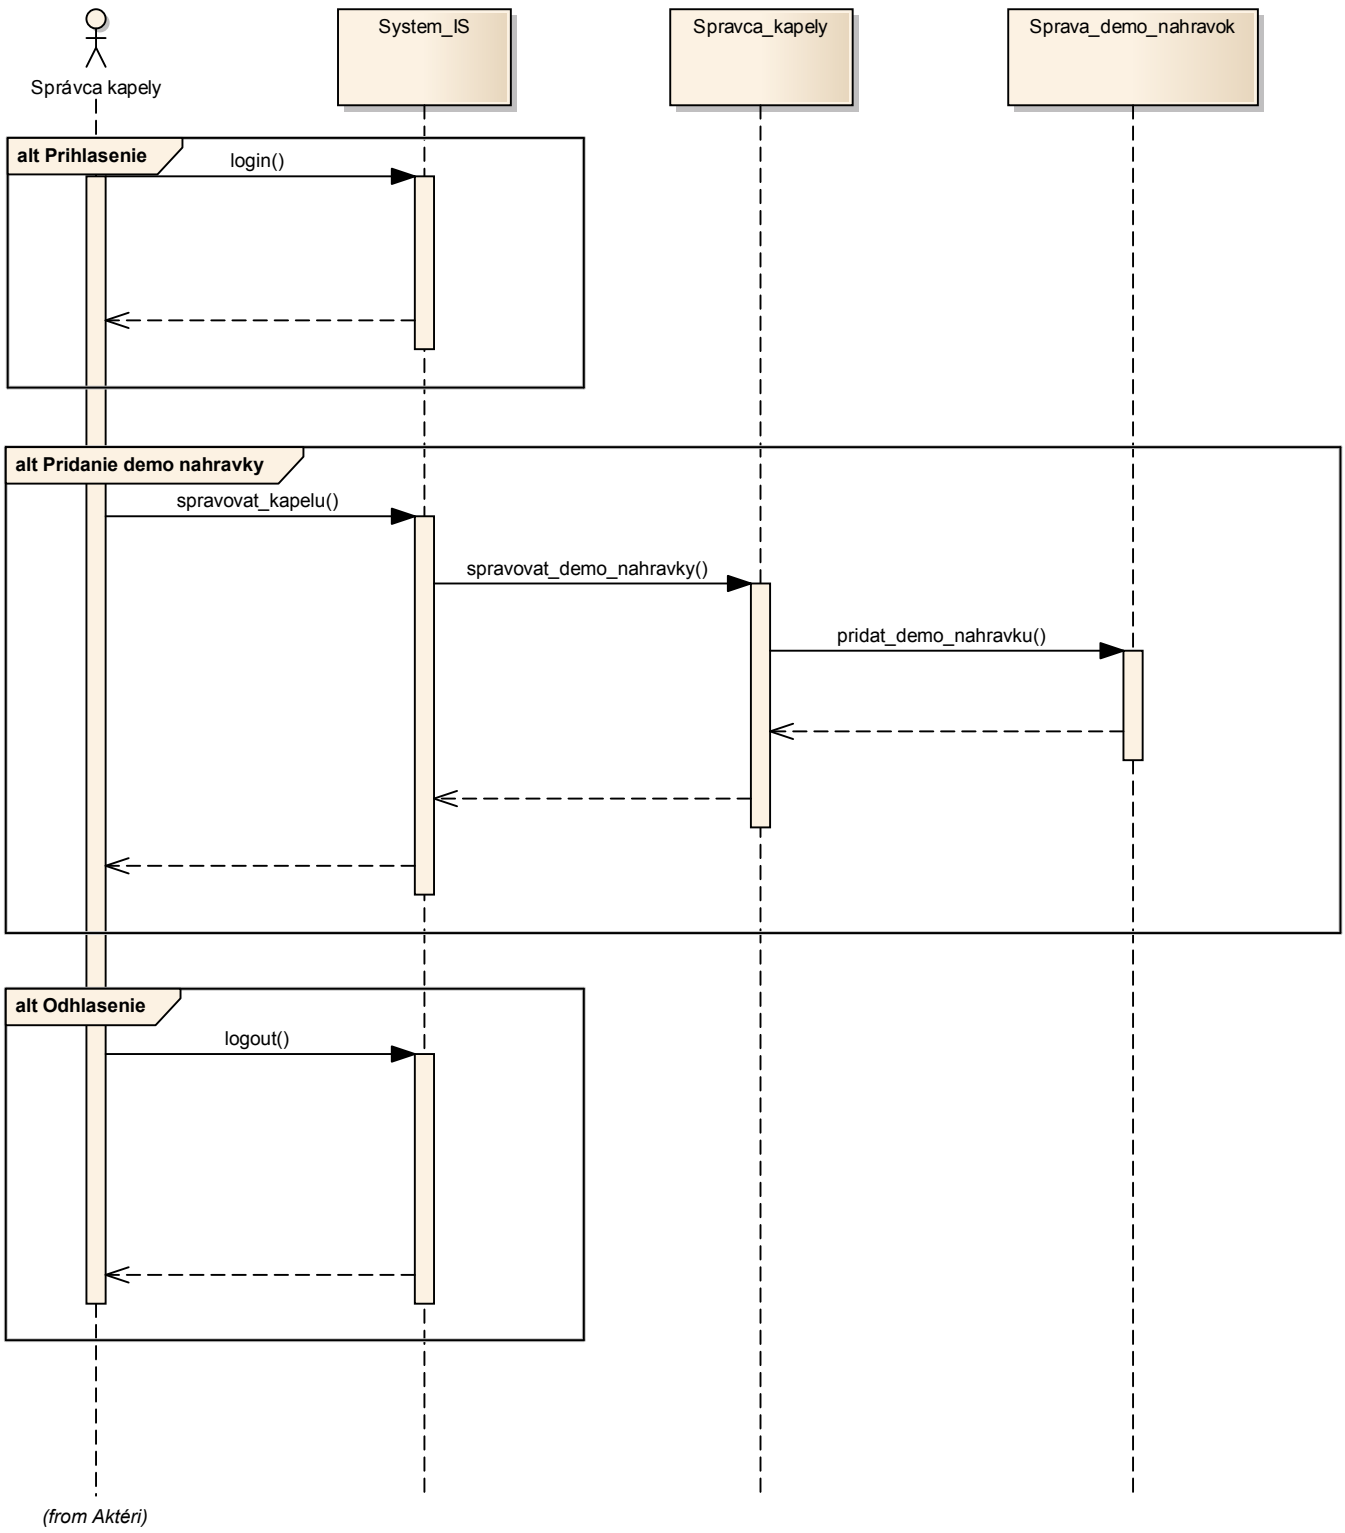 Správca kapely
System_IS
Spravca_kapely
Sprava_demo_nahravok
alt Prihlasenie
login()
alt Pridanie demo nahravky
spravovat_kapelu()
spravovat_demo_nahravky()
pridat_demo_nahravku()
alt Odhlasenie
logout()
(from Aktéri)